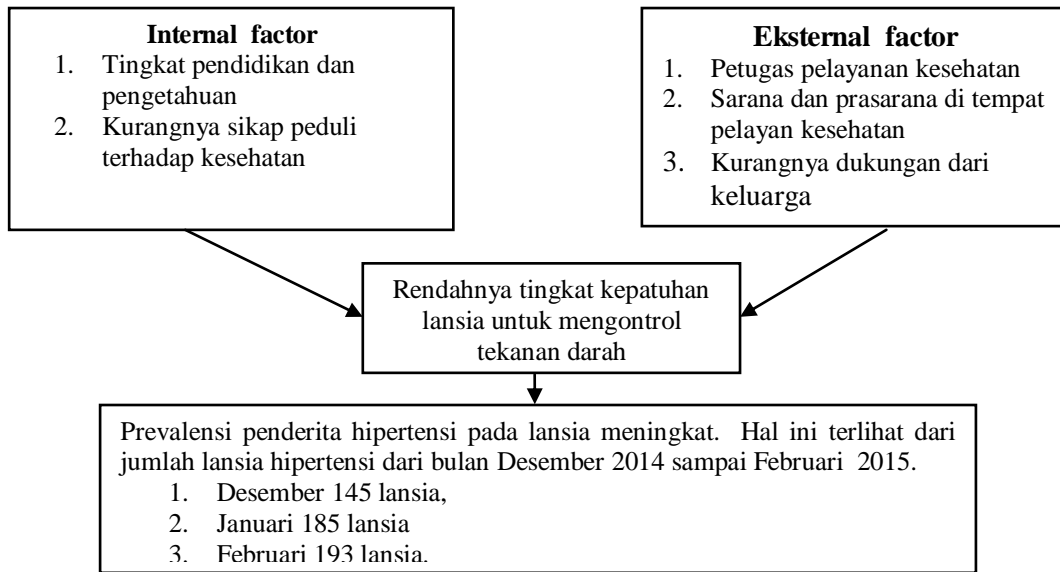 Internal factor
1. Tingkat pendidikan dan
pengetahuan
2. Kurangnya sikap peduli
terhadap kesehatan
Eksternal factor
1. Petugas pelayanan kesehatan
2. Sarana dan prasarana di tempat
pelayan kesehatan
3. Kurangnya dukungan dari
keluarga
Rendahnya tingkat kepatuhan
lansia untuk mengontrol
tekanan darah
Prevalensi penderita hipertensi pada lansia meningkat. Hal ini terlihat dari
jumlah lansia hipertensi dari bulan Desember 2014 sampai Februari 2015.
1. Desember 145 lansia,
2. Januari 185 lansia
3. Februari 193 lansia.